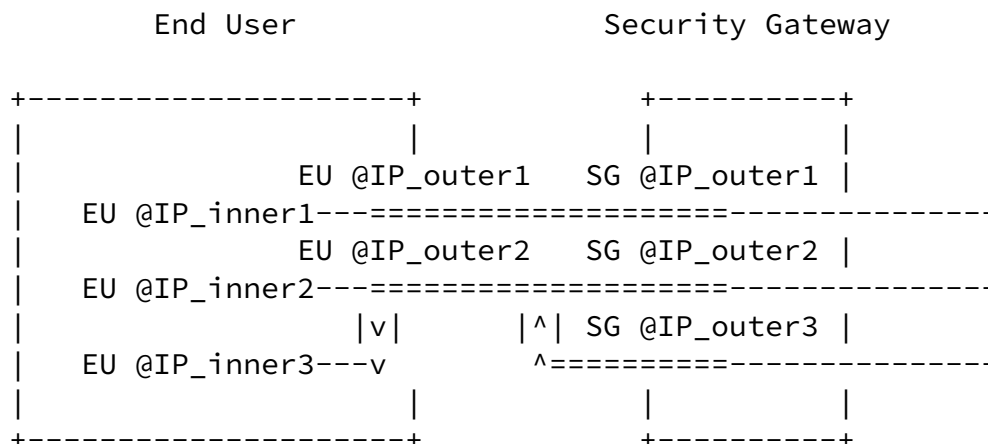 End User                 Security Gateway

+---------------------+            +----------+
|                     |            |          |
|               EU @IP_outer1   SG @IP_outer1 |
|   EU @IP_inner1---====================---------------
|               EU @IP_outer2   SG @IP_outer2 |
|   EU @IP_inner2---====================---------------
|                  |v|      |^| SG @IP_outer3 |
|   EU @IP_inner3---v        ^==========---------------
|                     |            |          |
+---------------------+            +----------+